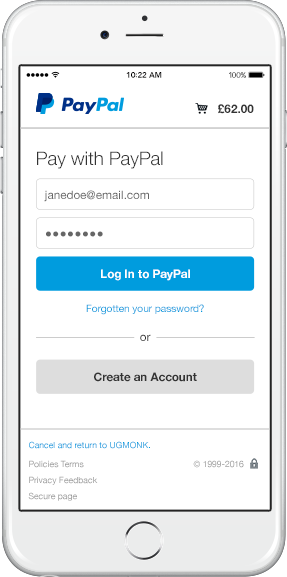 10:22 AM 100%
PayPal £62.00
Pay with PayPal
janedoe@email.com
Log In to PayPal
Forgotten your password?
or
Create an Account
Cancel and return to UGMONK.
Policies Terms © 1999-2016
Privacy Feedback
Secure page